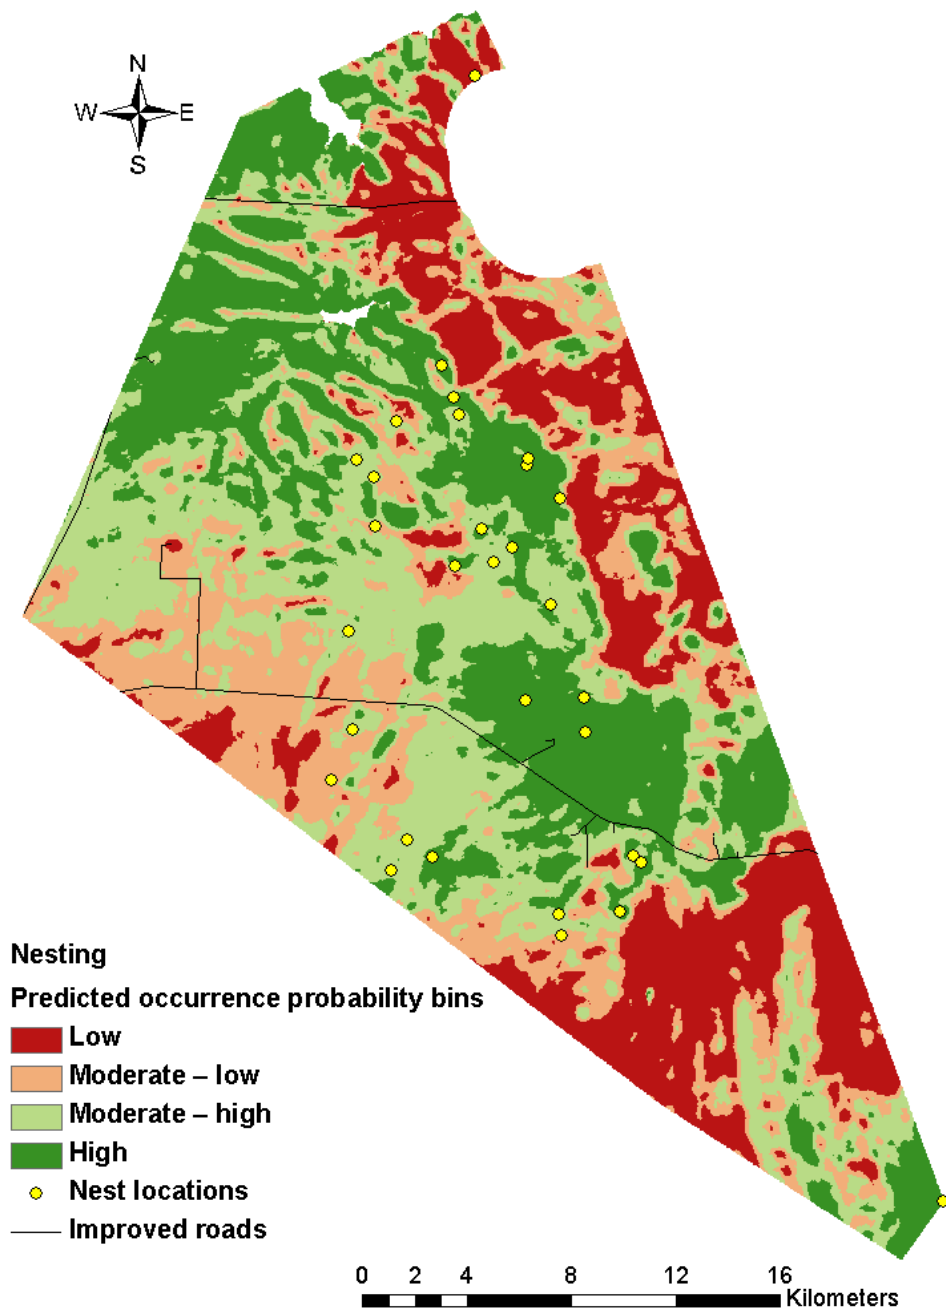 N
W E
S
Nesting
Predicted occurrence probability bins
Low
Moderate – low
Moderate – high
High
Nest locations
Improved roads
0 2 4 8 12 16
Kilometers